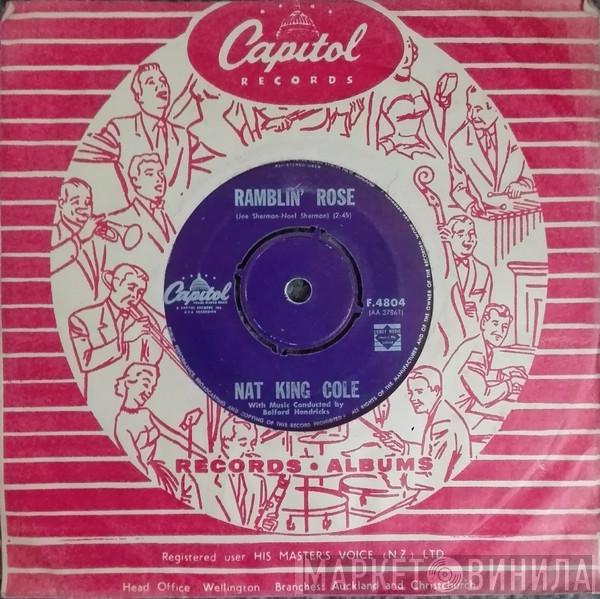 Capitol
RECORDS
RAMBLIN' ROSE
(Joe Sherman-Noel Sherman) (2:45)
Capitol
F.4804
(AA 37861)
NAT KING COLE
With Music Conducted by
Belford Hendricks
RECORDS • ALBUMS
Registered user HIS MASTER'S VOICE (N.Z.) LTD
Head Office Wellington Branches Auckland and Christchurch
МАРКЕТ ВИНИЛА